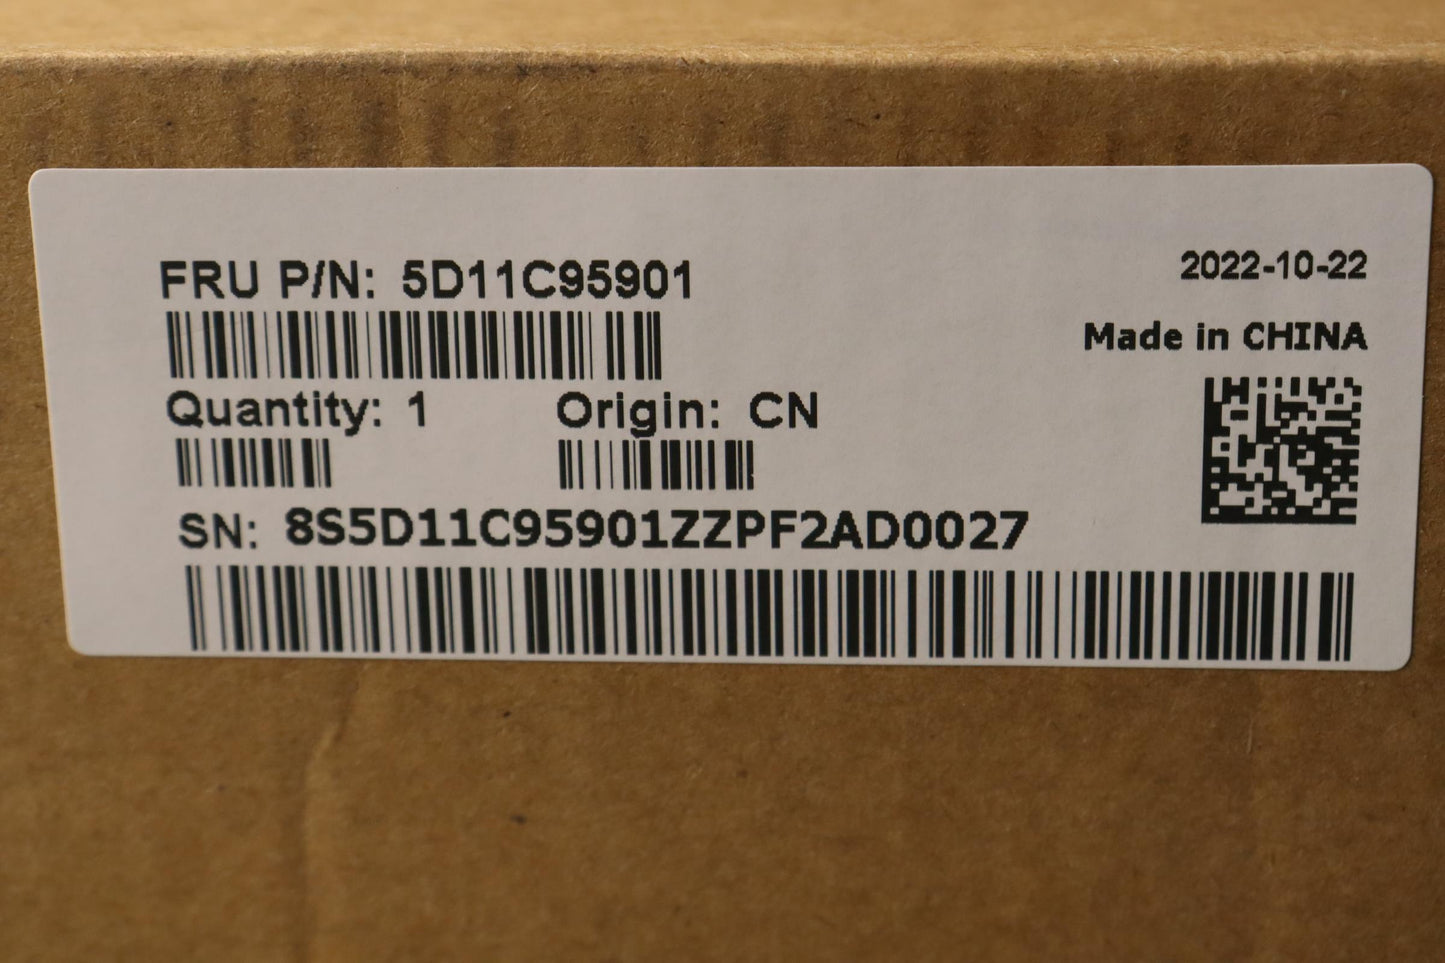 FRU P/N: 5D11C95901
2022-10-22
Made in CHINA
Quantity: 1
Origin: CN
SN: 8S5D11C95901ZZPF2AD0027